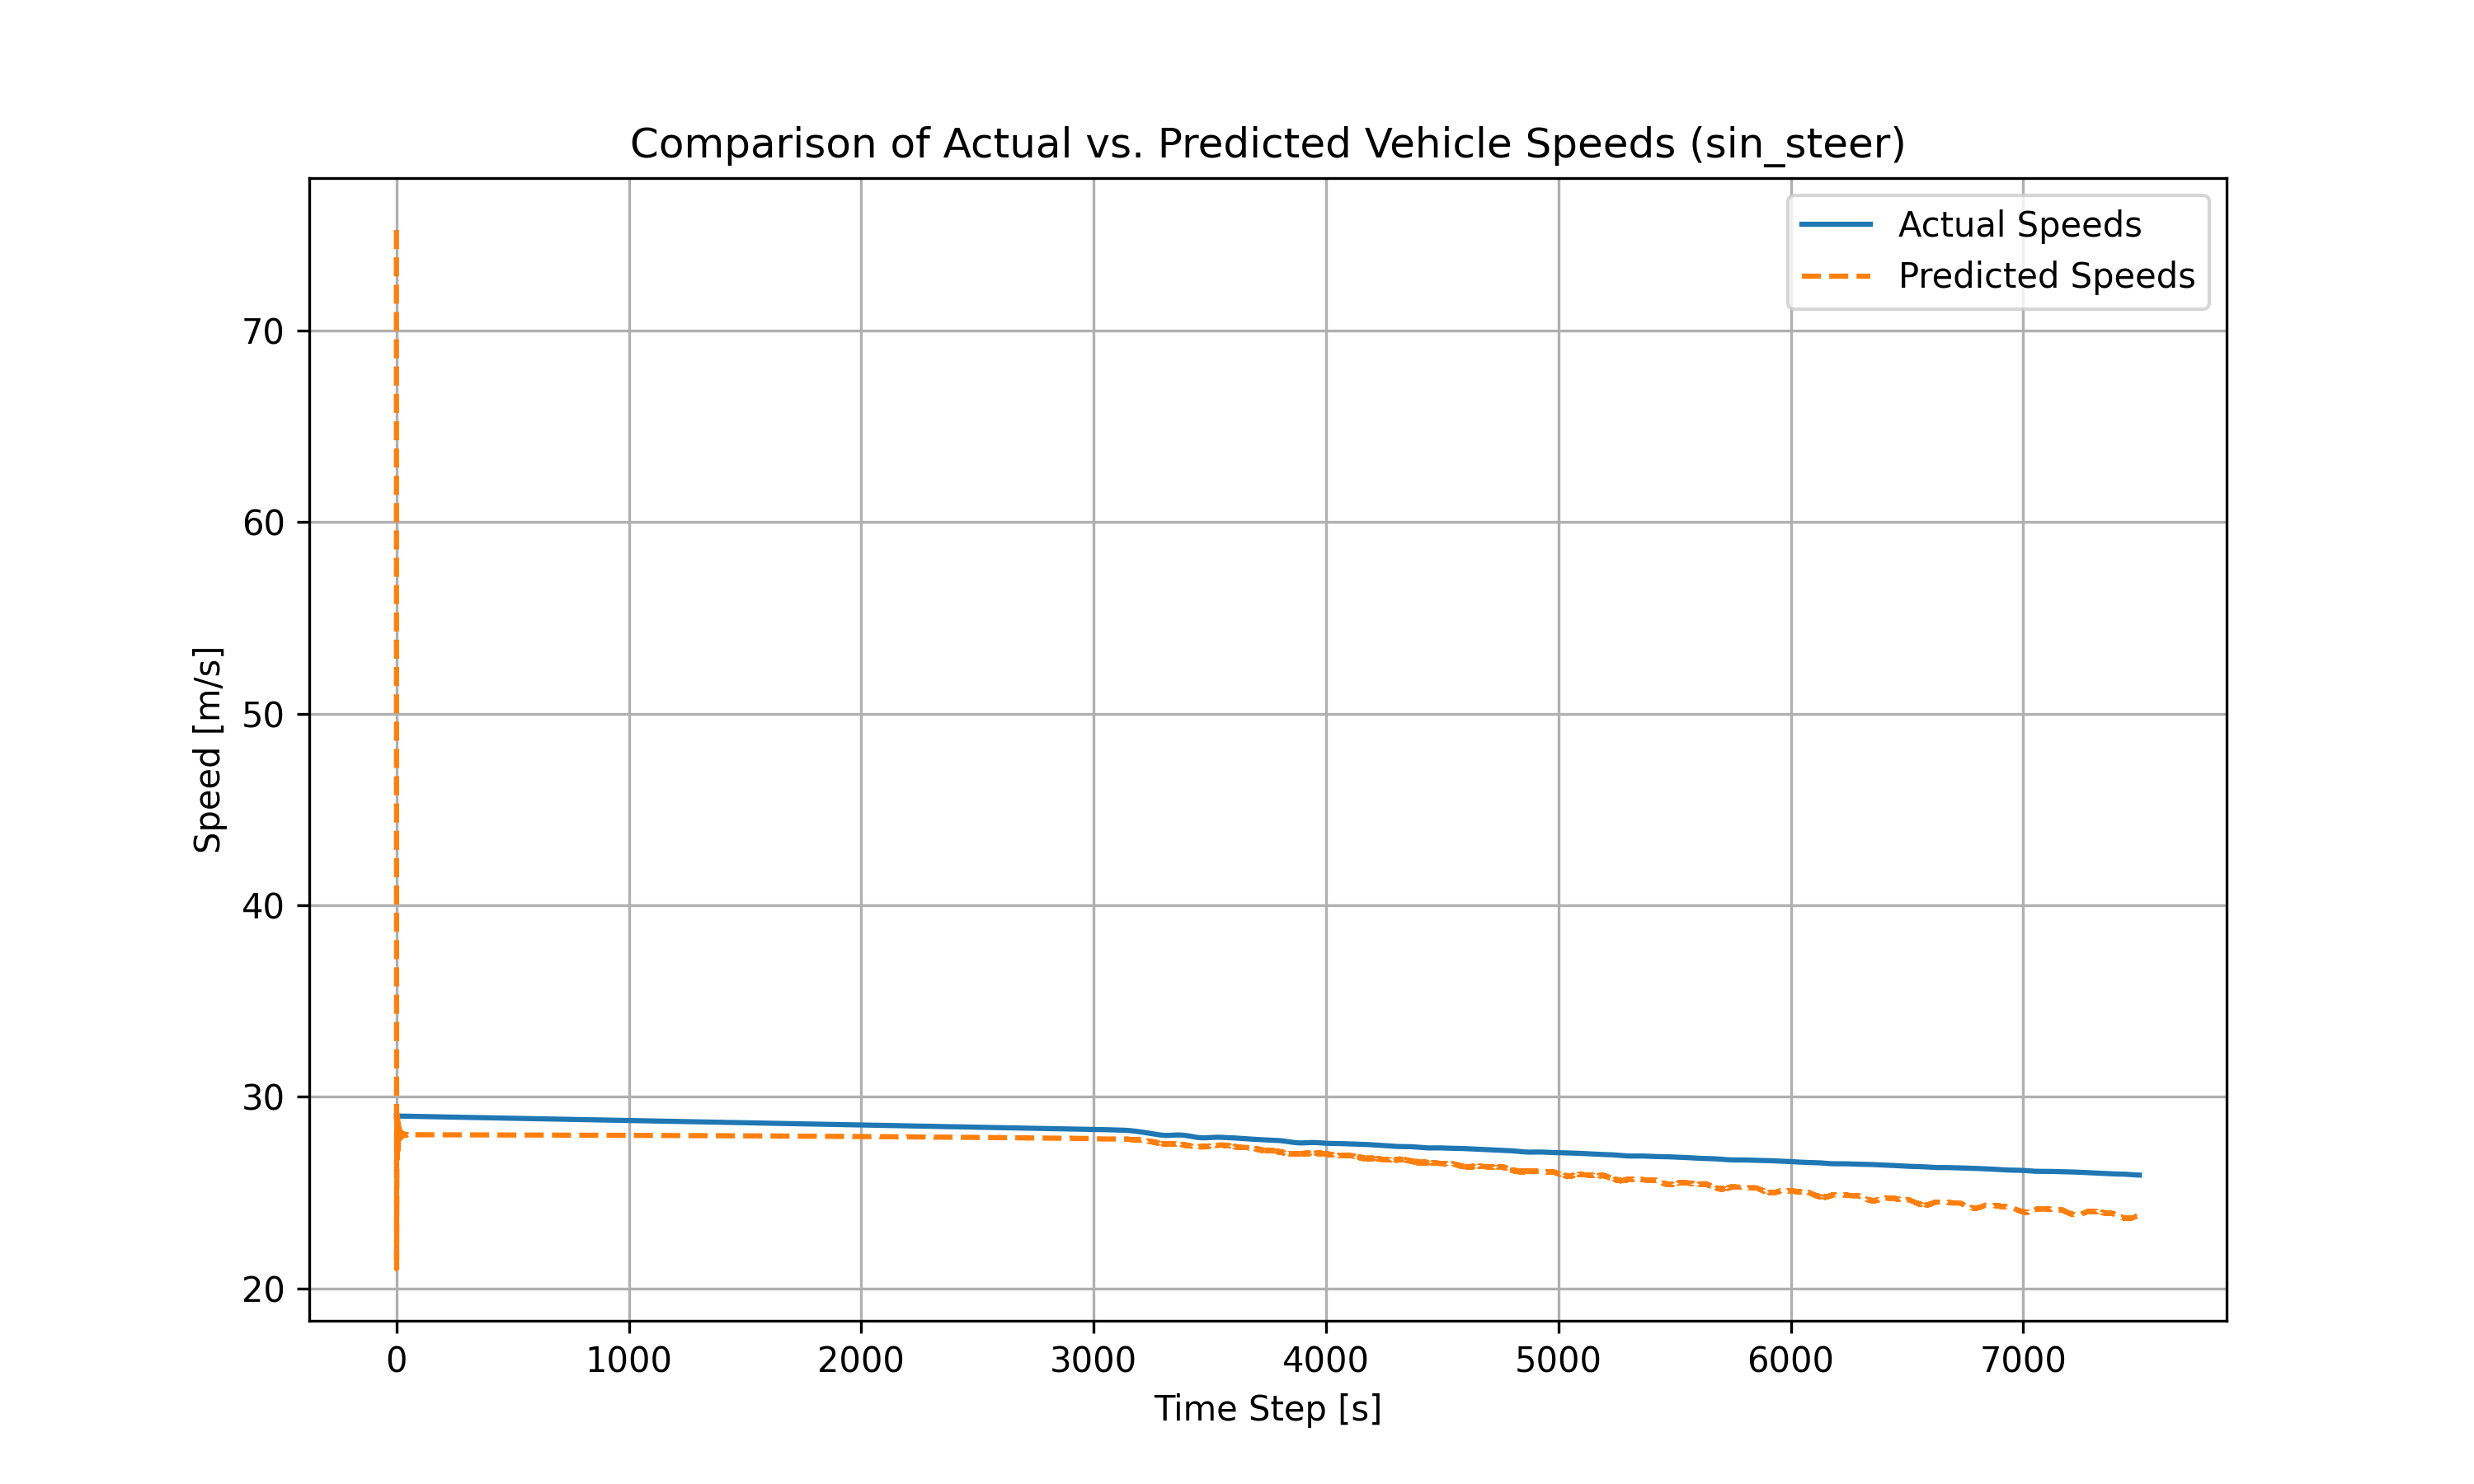 Comparison of Actual vs. Predicted Vehicle Speeds (sin_steer)
Actual Speeds
Predicted Speeds
Speed [m/s]
70
60
50
40
30
20
0 1000 2000 3000 4000 5000 6000 7000
Time Step [s]